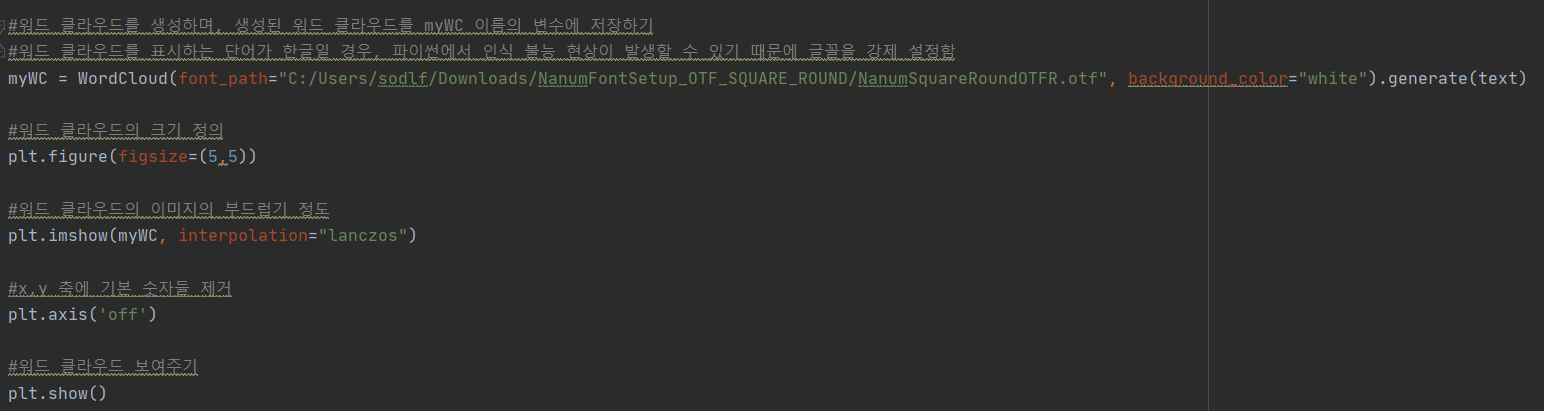 #워드 클라우드를 생성하며, 생성된 워드 클라우드를 myWC 이름의 변수에 저장하기
#워드 클라우드를 표시하는 단어가 한글일 경우, 파이썬에서 인식 불능 현상이 발생할 수 있기 때문에 글꼴을 강제 설정함
myWC = WordCloud(font_path="C:/Users/sodlf/Downloads/NanumFontSetup_OTF_SQUARE_ROUND/NanumSquareRoundOTFR.otf", background_color="white").generate(text)
#워드 클라우드의 크기 정의
plt.figure(figsize=(5,5))
#워드 클라우드의 이미지의 부드럽기 정도
plt.imshow(myWC, interpolation="lanczos")
#x,y 축에 기본 숫자들 제거
plt.axis('off')
#워드 클라우드 보여주기
plt.show()